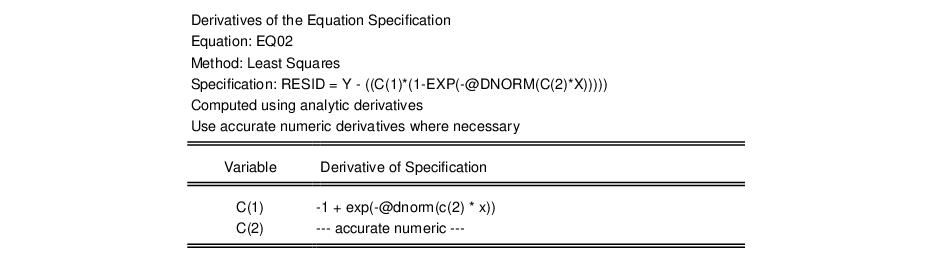 Derivatives of the Equation Specification
Equation: EQ02
Method: Least Squares
Specification: RESID = Y - ((C(1)*(1-EXP(-@DNORM(C(2)*X)))))
Computed using analytic derivatives
Use accurate numeric derivatives where necessary
Variable Derivative of Specification
C(1) -1 + exp(-@dnorm(c(2) * x))
C(2) --- accurate numeric ---